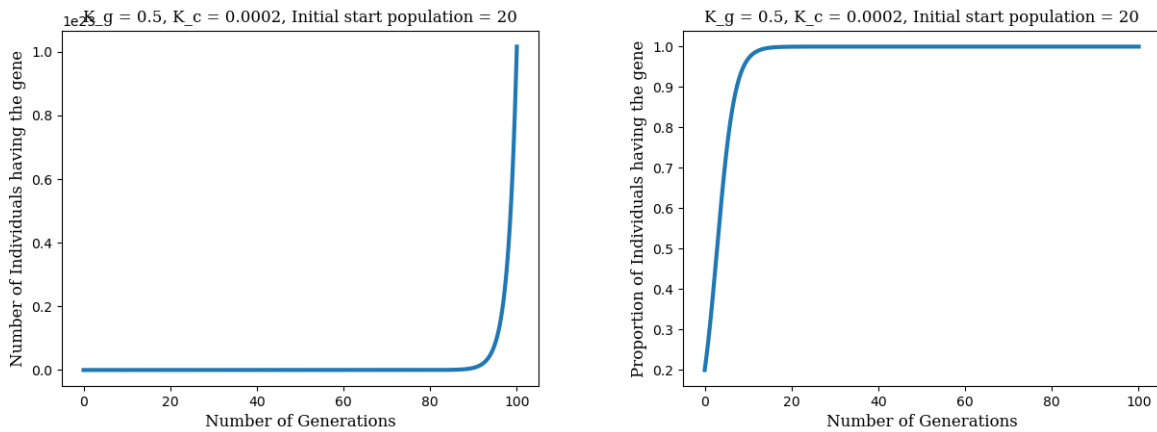 K_g = 0.5, K_c = 0.0002, Initial start population = 20
1e23
Number of Individuals having the gene
1.0
0.8
0.6
0.4
0.2
0.0
0 20 40 60 80 100
Number of Generations
K_g = 0.5, K_c = 0.0002, Initial start population = 20
Proportion of Individuals having the gene
1.0
0.9
0.8
0.7
0.6
0.5
0.4
0.3
0.2
0 20 40 60 80 100
Number of Generations